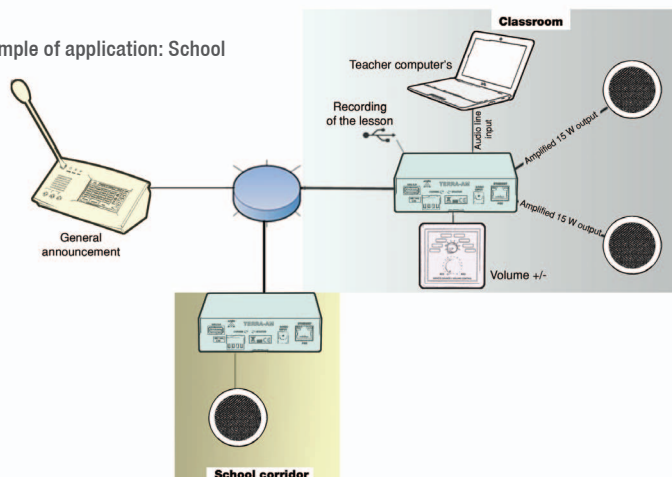 mple of application: School
Classroom
Teacher computer's
Recording
of the lesson
Audio line
input
Amplified 15 W output
TERRA-AM
Amplified 15 W output
General
announcement
Volume +/-
TERRA-AM
School corridor